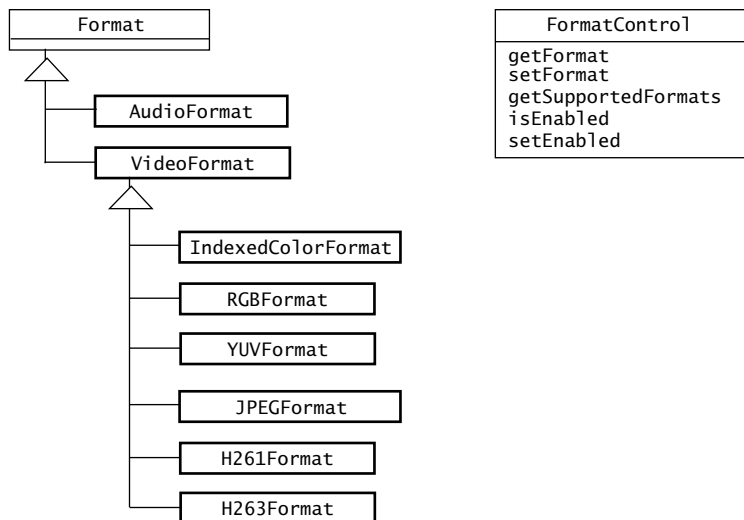 Format
AudioFormat
VideoFormat
IndexedColorFormat
RGBFormat
YUVFormat
JPEGFormat
H261Format
H263Format
FormatControl
getFormat
setFormat
getSupportedFormats
isEnabled
setEnabled